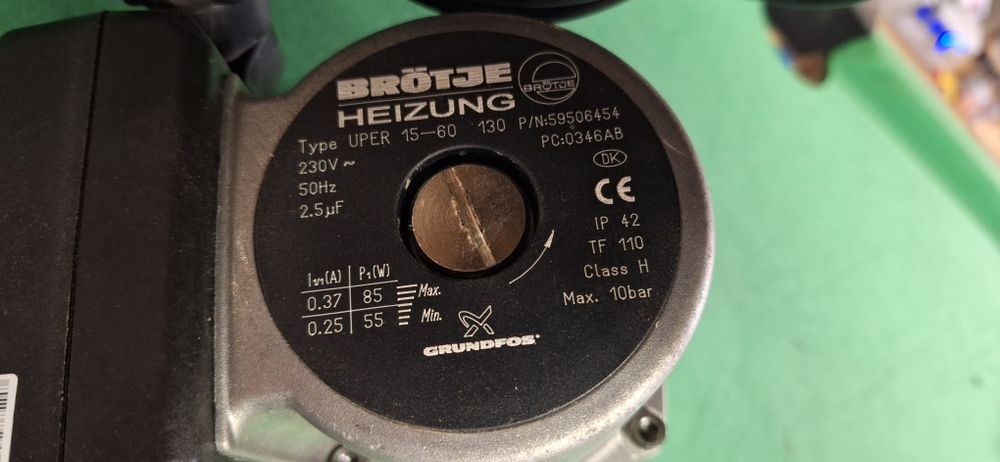 BRÖTJE
HEIZUNG
BRÖTJE
Type UPER 15-60 130 P/N:59506454
PC:0346AB
230V ~
50Hz
2.5µF
DK
CE
IP 42
TF 110
Class H
Max. 10bar
I1/1(A) P1(W)
0.37 85 Max.
0.25 55 Min.
GRUNDFOS